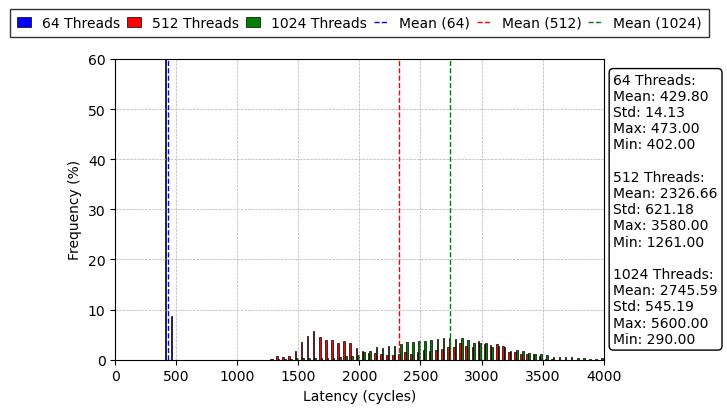 64 Threads 512 Threads 1024 Threads Mean (64) Mean (512) Mean (1024)
60
50
40
30
20
10
0
Frequency (%)
0 500 1000 1500 2000 2500 3000 3500 4000
Latency (cycles)
64 Threads:
Mean: 429.80
Std: 14.13
Max: 473.00
Min: 402.00
512 Threads:
Mean: 2326.66
Std: 621.18
Max: 3580.00
Min: 1261.00
1024 Threads:
Mean: 2745.59
Std: 545.19
Max: 5600.00
Min: 290.00